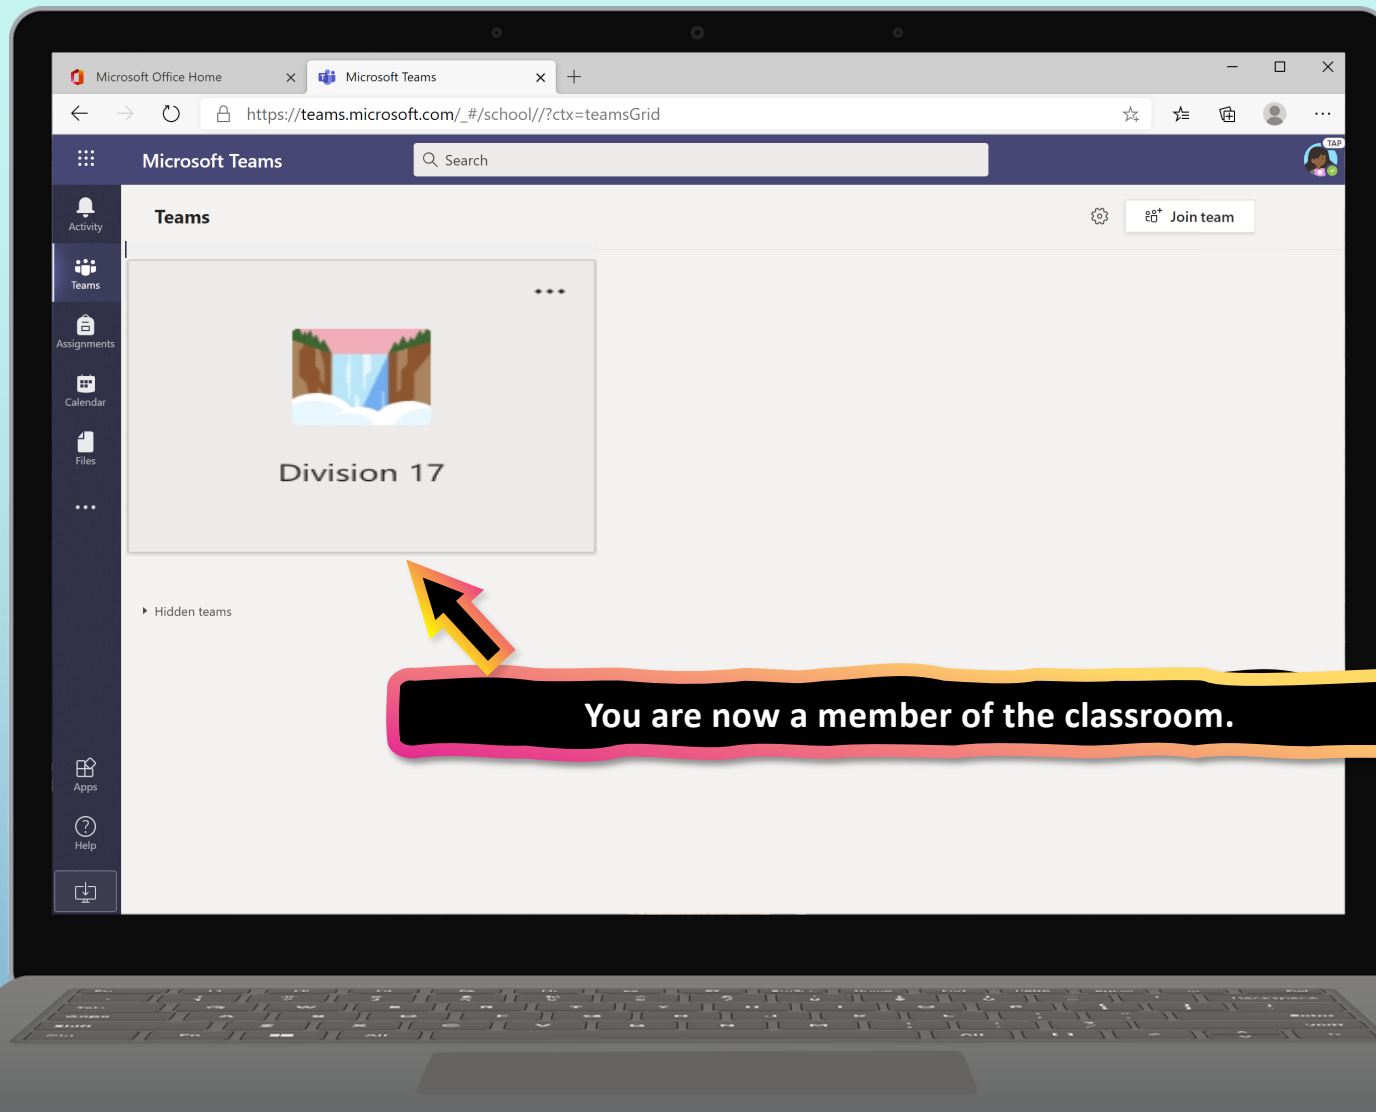 Microsoft Office Home
Microsoft Teams
https://teams.microsoft.com/_#/school//?ctx=teamsGrid
Microsoft Teams
Search
TAP
Activity
Teams
Join team
Teams
Assignments
Calendar
Files
Division 17
Hidden teams
You are now a member of the classroom.
Apps
Help